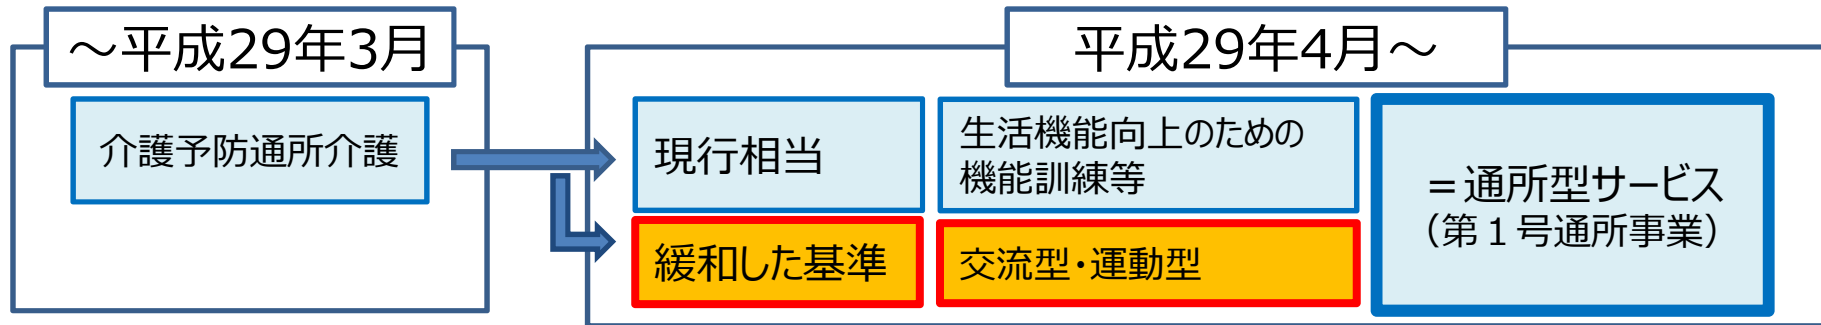 ～平成29年3月
平成29年4月～
介護予防通所介護
現行相当
生活機能向上のための
機能訓練等
＝通所型サービス
（第１号通所事業）
緩和した基準
交流型・運動型